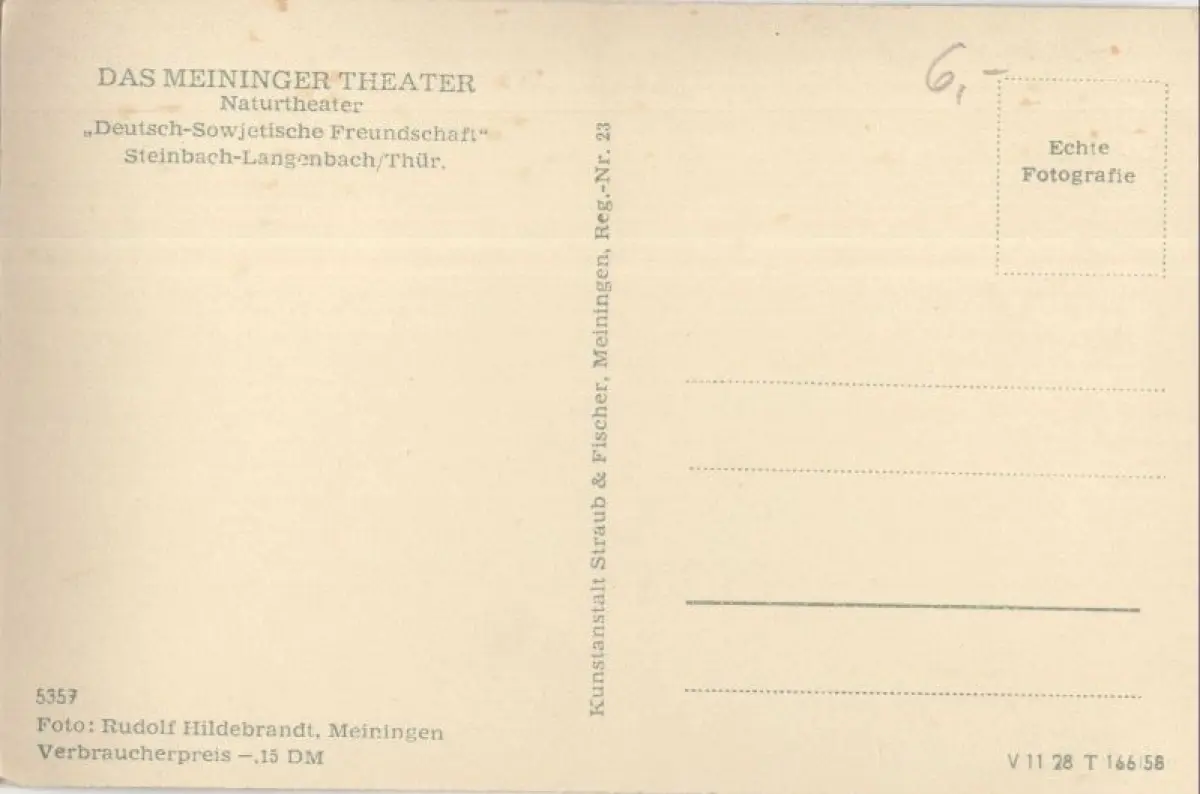 DAS MEININGER THEATER
Naturtheater
„Deutsch-Sowjetische Freundschaft“
Steinbach-Langenbach/Thür.
5357
Foto: Rudolf Hildebrandt, Meiningen
Verbraucherpreis —.15 DM
Kunstanstalt Straub & Fischer, Meiningen, Reg.-Nr. 23
6,–
Echte
Fotografie
V 11 28 T 166 58